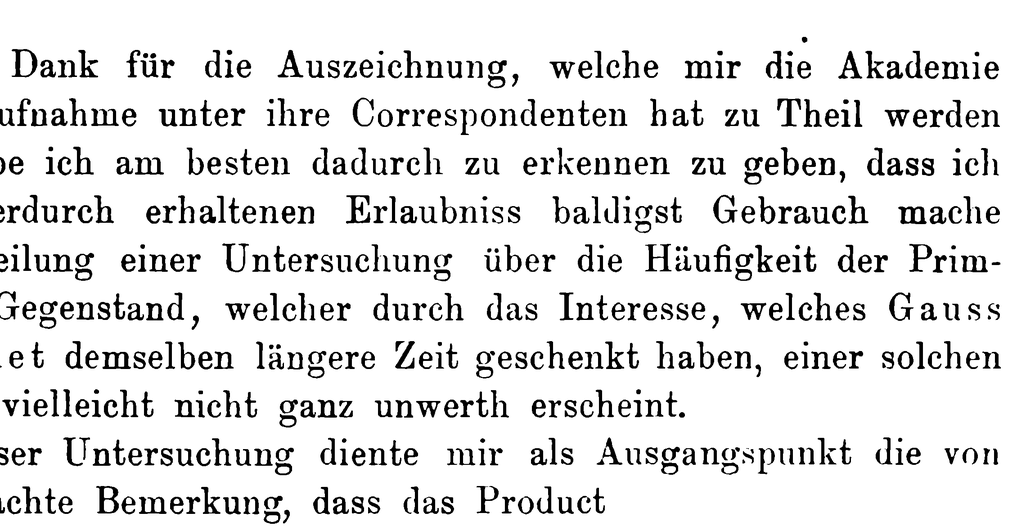 Dank für die Auszeichnung, welche mir die Akademie
ufnahme unter ihre Correspondenten hat zu Theil werden
be ich am besten dadurch zu erkennen zu geben, dass ich
erdurch erhaltenen Erlaubniss baldigst Gebrauch mache
eilung einer Untersuchung über die Häufigkeit der Prim-
Gegenstand, welcher durch das Interesse, welches Gauss
let demselben längere Zeit geschenkt haben, einer solchen
vielleicht nicht ganz unwerth erscheint.
ser Untersuchung diente mir als Ausgangspunkt die von
achte Bemerkung, dass das Product